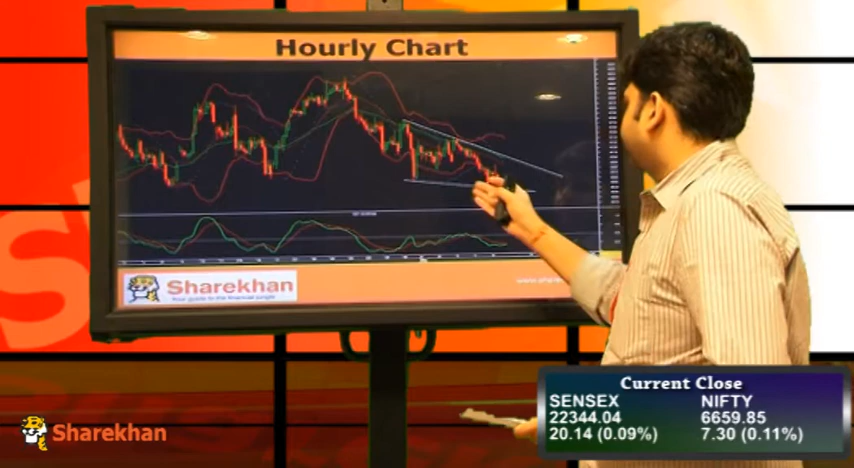 Hourly Chart
Sharekhan
Your guide to the financial jungle
Sharekhan
Current Close
SENSEX NIFTY
22344.04 6659.85
20.14 (0.09%) 7.30 (0.11%)